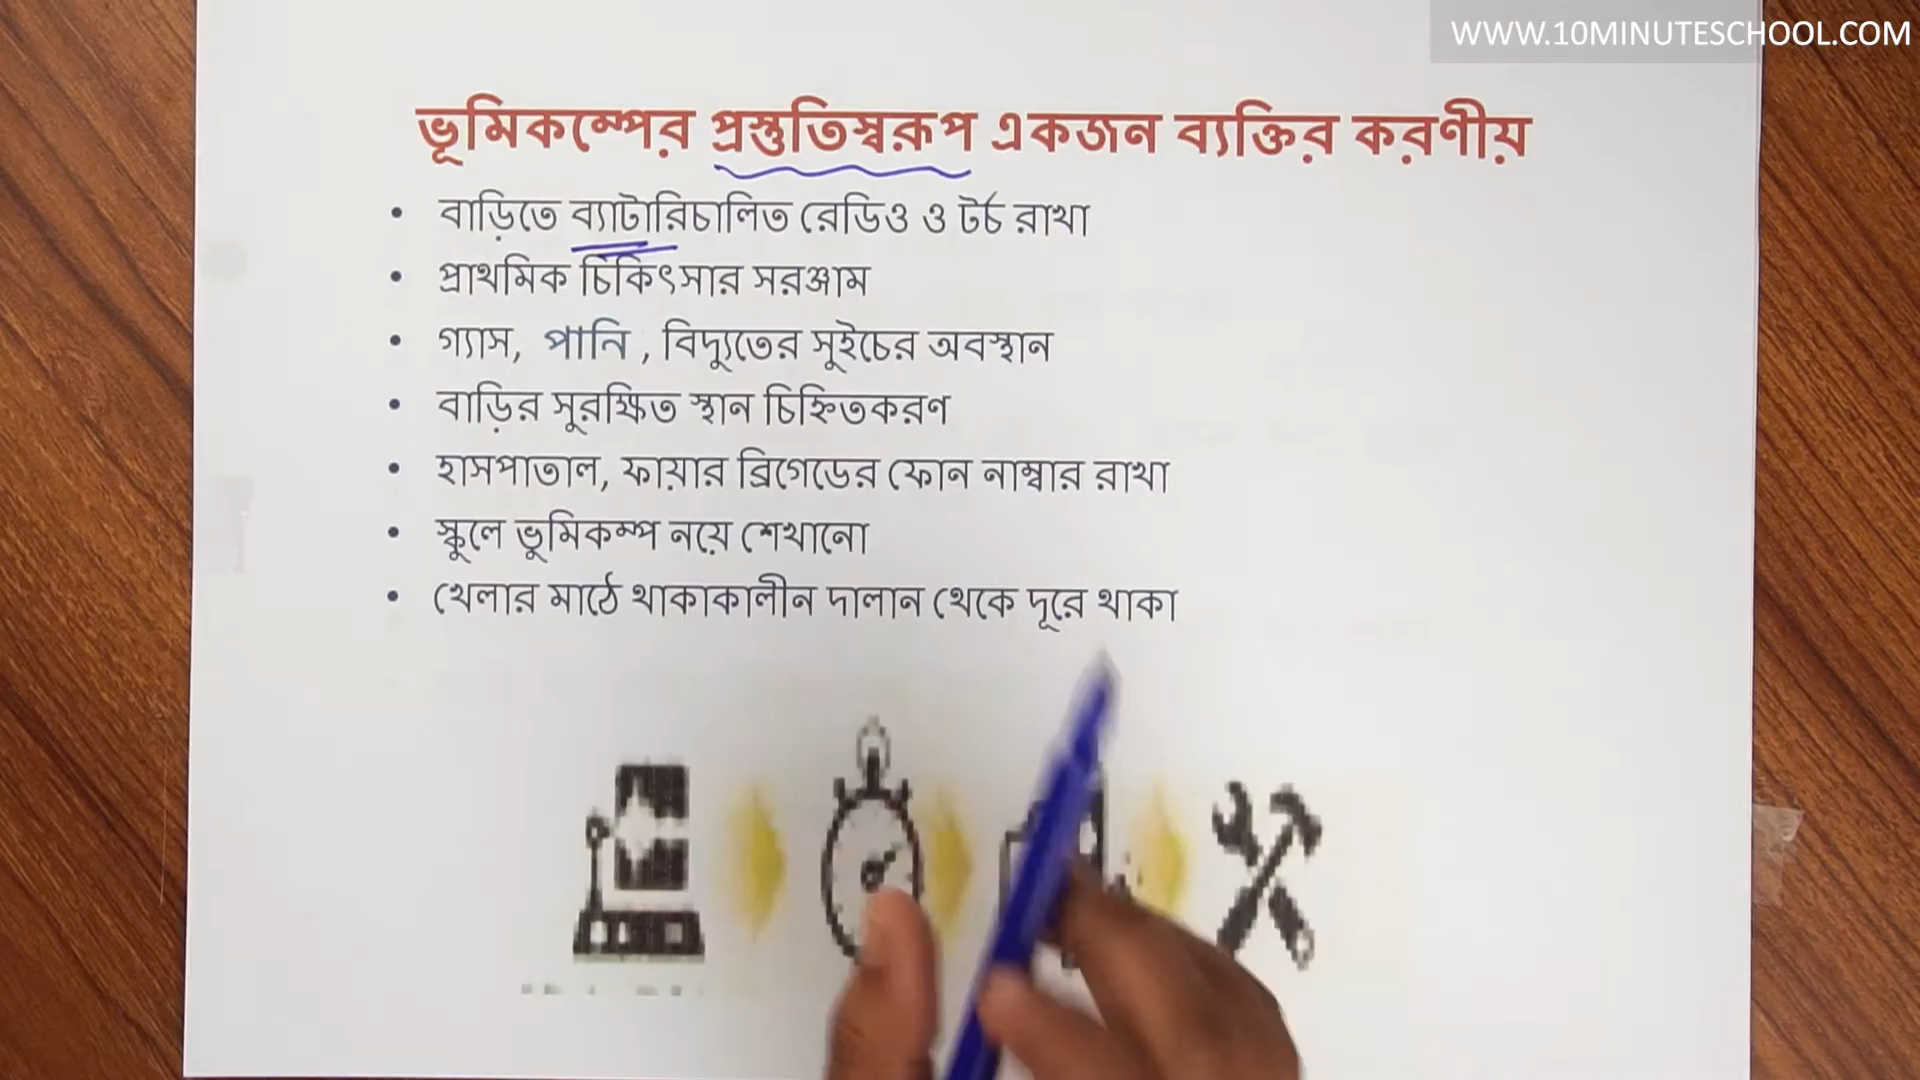 WWW.10MINUTESCHOOL.COM
ভূমিকম্পের প্রস্তুতিস্বরূপ একজন ব্যক্তির করণীয়
• বাড়িতে ব্যাটারিচালিত রেডিও ও টর্চ রাখা
• প্রাথমিক চিকিৎসার সরঞ্জাম
• গ্যাস, পানি , বিদ্যুতের সুইচের অবস্থান
• বাড়ির সুরক্ষিত স্থান চিহ্নিতকরণ
• হাসপাতাল, ফায়ার ব্রিগেডের ফোন নাম্বার রাখা
• স্কুলে ভুমিকম্প নয়ে শেখানো
• খেলার মাঠে থাকাকালীন দালান থেকে দূরে থাকা